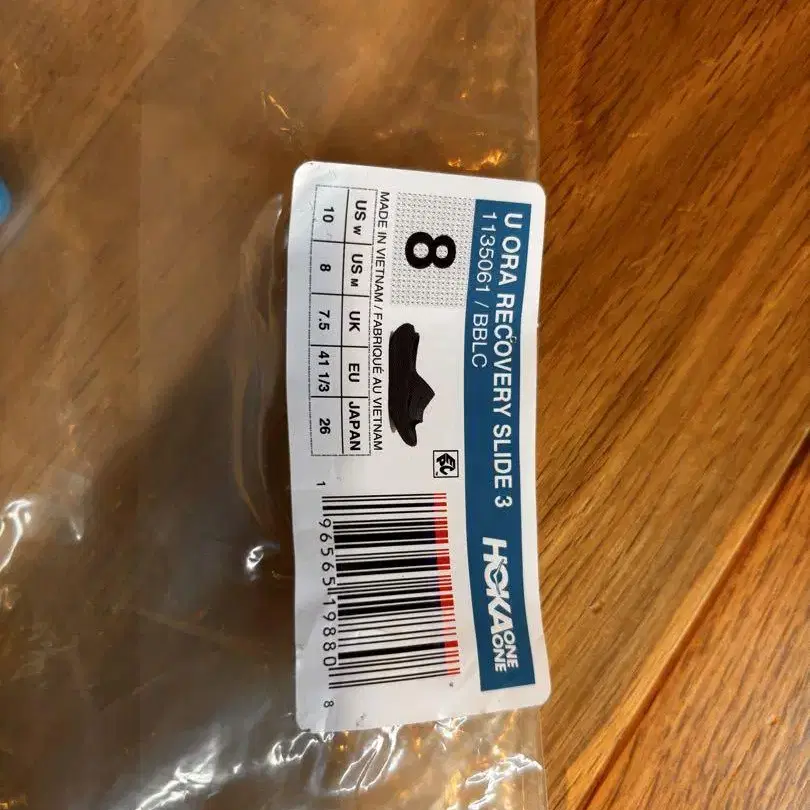 U ORA RECOVERY SLIDE 3
1135061 / BBLC
HOKA ONE ONE
8
MADE IN VIETNAM / FABRIQUÉ AU VIETNAM
US W US M UK EU JAPAN
10 8 7.5 41 1/3 26
1 96565 19880 8